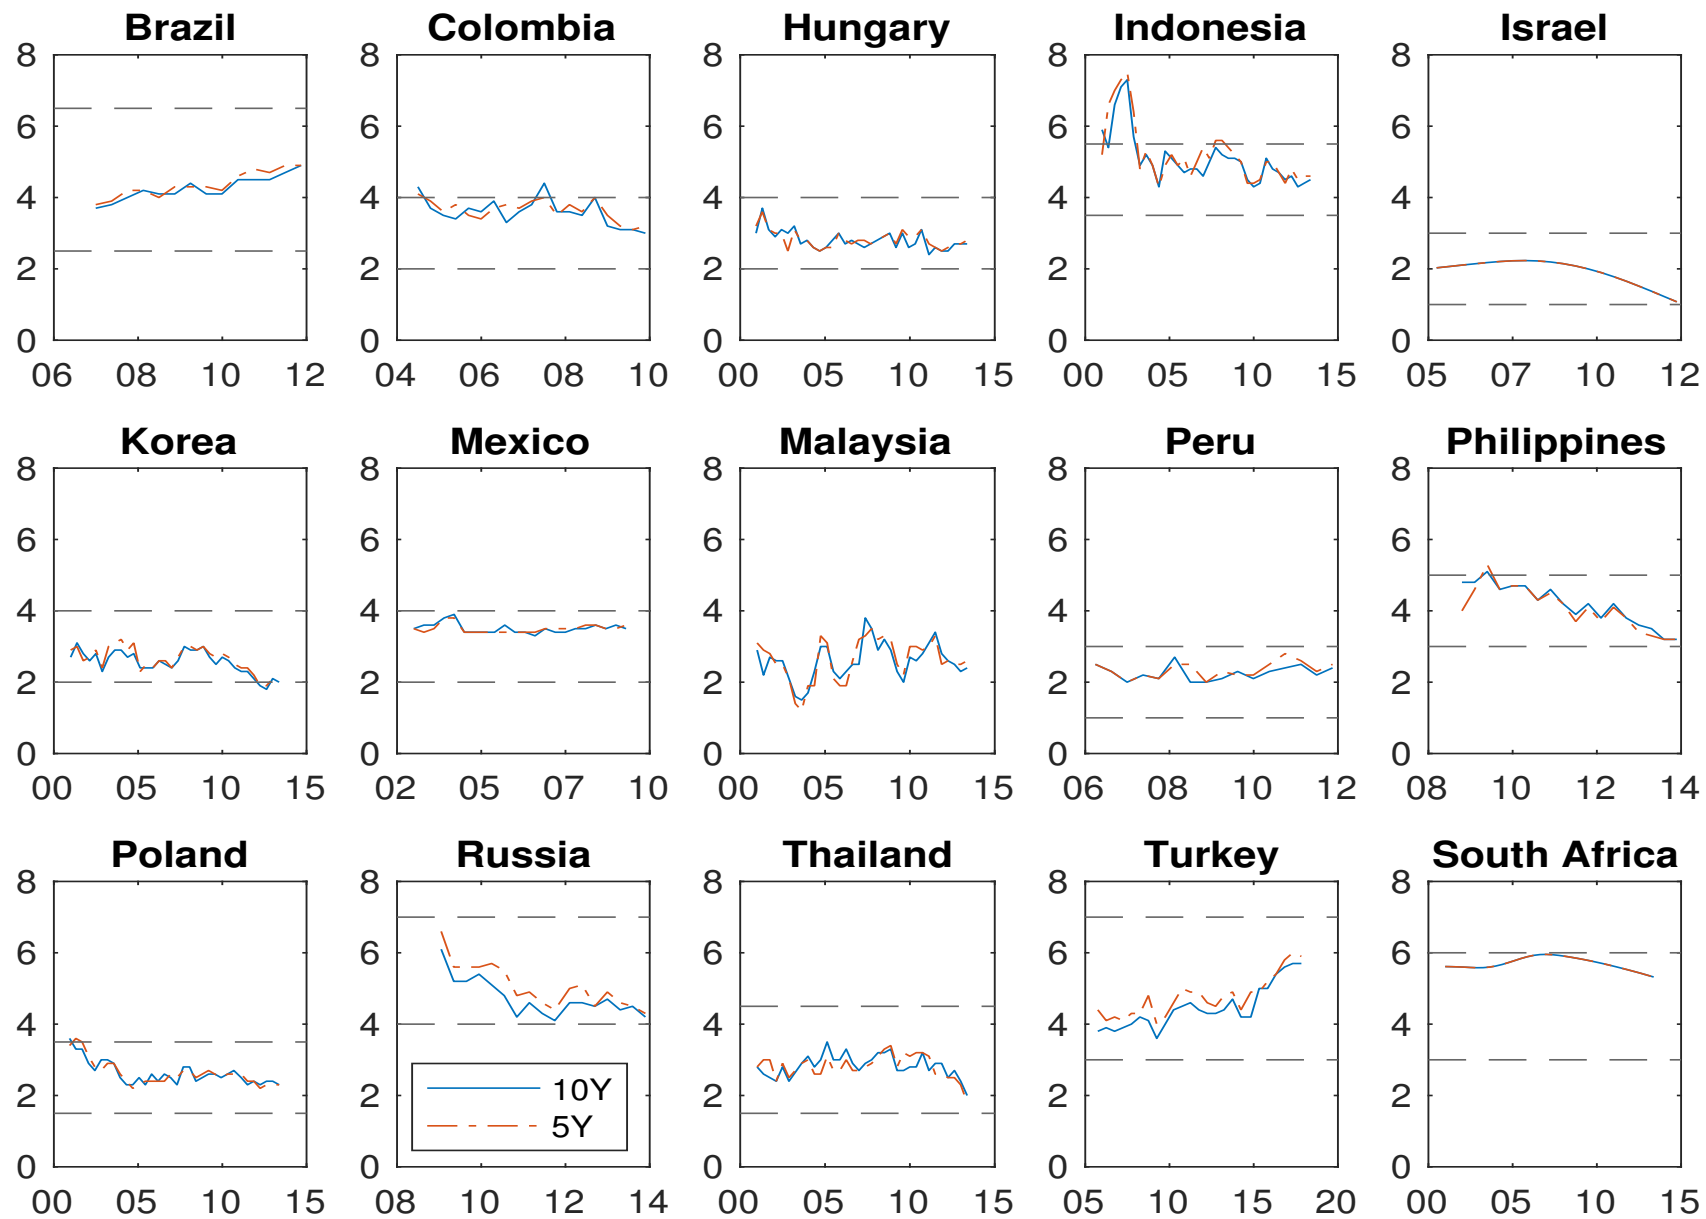 Brazil Colombia Hungary Indonesia Israel
8 8 8 8 8
6 6 6 6 6
4 4 4 4 4
2 2 2 2 2
0 0 0 0 0
06 08 10 12 04 06 08 10 00 05 10 15 00 05 10 15 05 07 10 12
Korea Mexico Malaysia Peru Philippines
8 8 8 8 8
6 6 6 6 6
4 4 4 4 4
2 2 2 2 2
0 0 0 0 0
00 05 10 15 02 05 07 10 00 05 10 15 06 08 10 12 08 10 12 14
Poland Russia Thailand Turkey South Africa
8 8 8 8 8
6 6 6 6 6
4 4 4 4 4
10Y
2 2 2 2 2
5Y
0 0 0 0 0
00 05 10 15 08 10 12 14 00 05 10 15 05 10 15 20 00 05 10 15